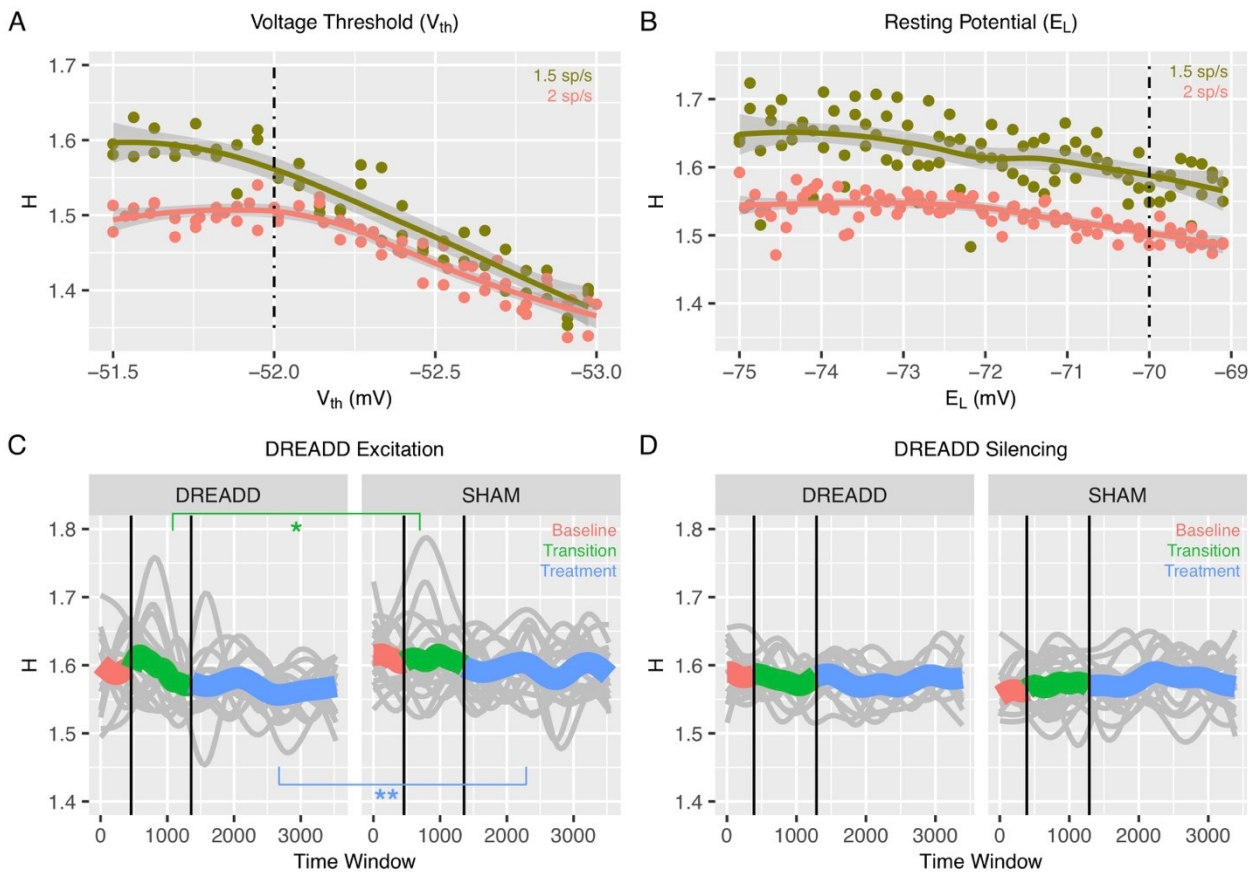 A
Voltage Threshold (Vth)
1.7
1.6
1.5
1.4
H
1.5 sp/s
2 sp/s
−51.5
−52.0
−52.5
−53.0
Vth (mV)
B
Resting Potential (EL)
1.7
1.6
1.5
1.4
H
1.5 sp/s
2 sp/s
−75
−74
−73
−72
−71
−70
−69
EL (mV)
C
DREADD Excitation
DREADD
SHAM
1.8
1.7
1.6
1.5
1.4
H
*
**
Baseline
Transition
Treatment
0
1000
2000
3000
0
1000
2000
3000
Time Window
D
DREADD Silencing
DREADD
SHAM
1.8
1.7
1.6
1.5
1.4
H
Baseline
Transition
Treatment
0
1000
2000
3000
0
1000
2000
3000
Time Window